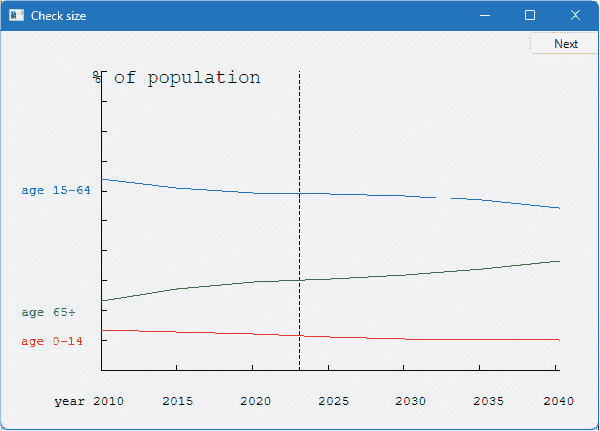 Check size
Next
% of population
age 15-64
age 65+
age 0-14
year 2010 2015 2020 2025 2030 2035 2040